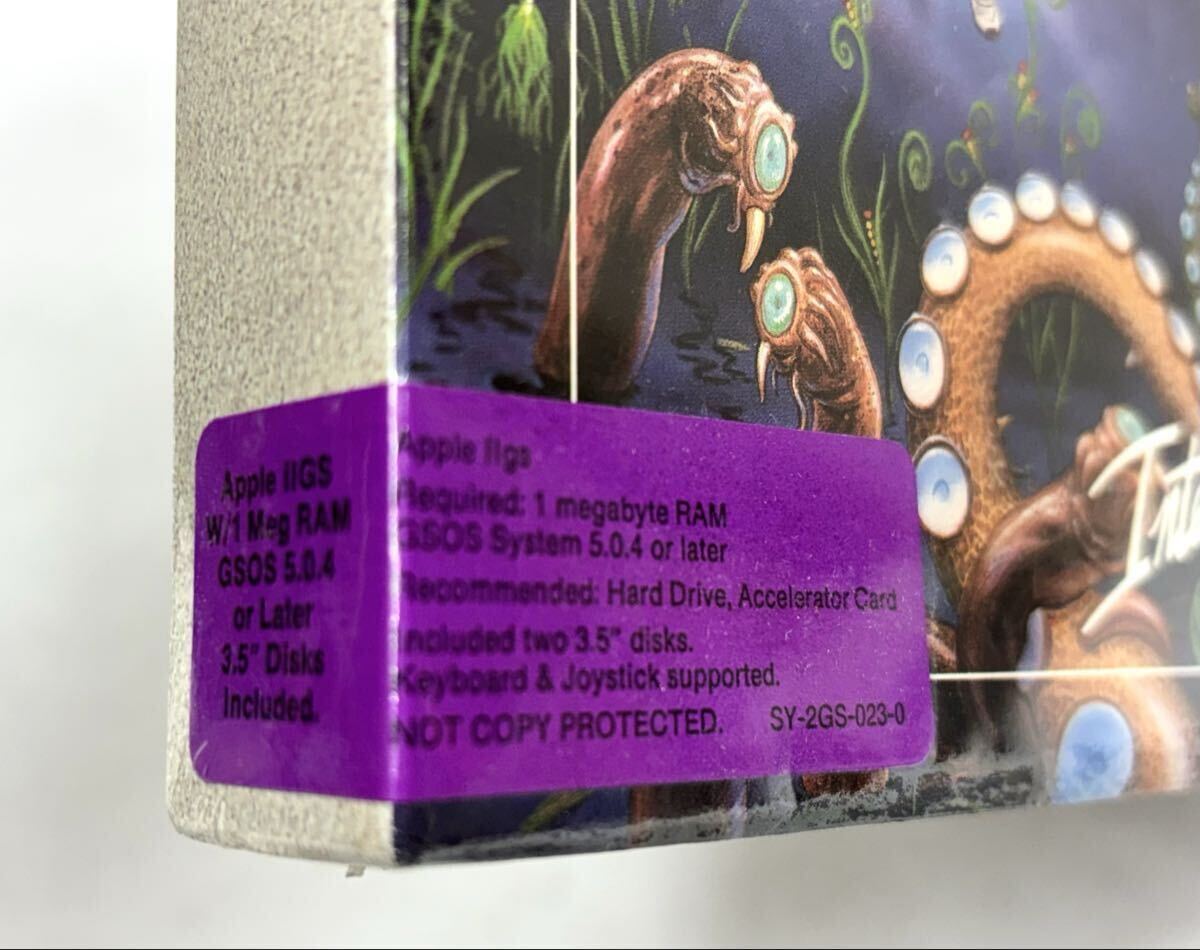 Apple IIGS
W/1 Meg RAM
GSOS 5.0.4
or Later
3.5" Disks
Included.
Apple IIgs
Required: 1 megabyte RAM
GSOS System 5.0.4 or later
Recommended: Hard Drive, Accelerator Card
Included two 3.5" disks.
Keyboard & Joystick supported.
NOT COPY PROTECTED. SY-2GS-023-0